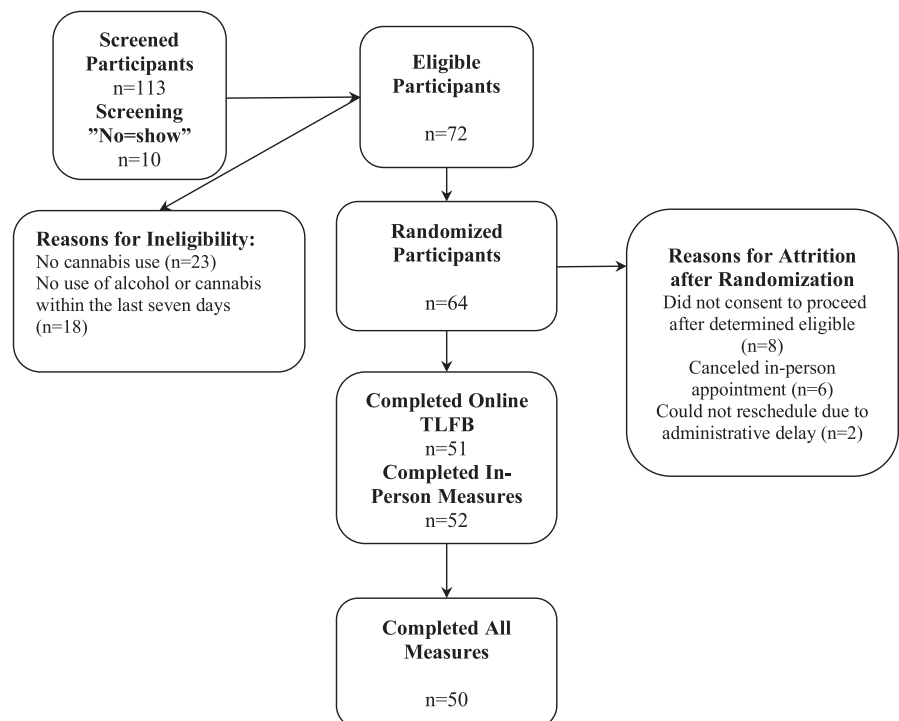 Screened
Participants
n=113
Screening
”No=show”
n=10
Eligible
Participants
n=72
Reasons for Ineligibility:
No cannabis use (n=23)
No use of alcohol or cannabis
within the last seven days
(n=18)
Randomized
Participants
n=64
Reasons for Attrition
after Randomization
Did not consent to proceed
after determined eligible
(n=8)
Canceled in-person
appointment (n=6)
Could not reschedule due to
administrative delay (n=2)
Completed Online
TLFB
n=51
Completed In-
Person Measures
n=52
Completed All
Measures
n=50